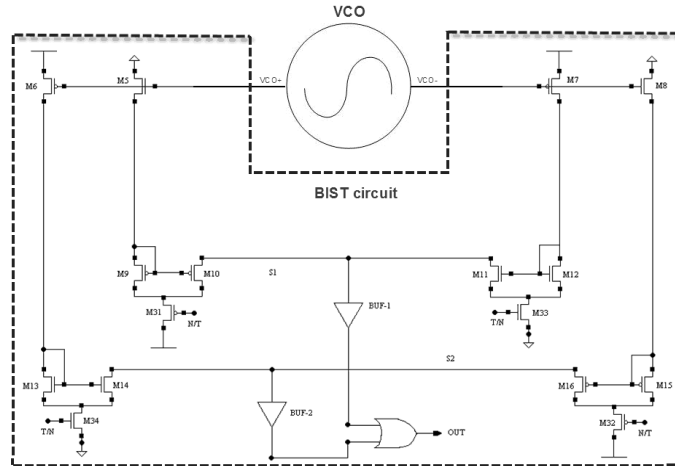 VCO
M6
M5
VCO+
VCO-
M7
M8
BIST circuit
M9
M10
S1
M11
M12
M31
N/T
BUF-1
T/N
M33
S2
M13
M14
M16
M15
T/N
M34
BUF-2
OUT
M32
N/T